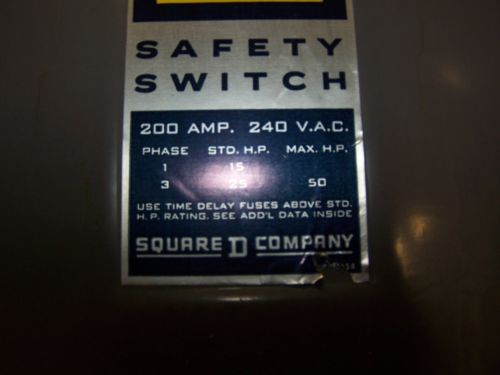 SAFETY
SWITCH
200 AMP. 240 V.A.C.
PHASE STD. H.P. MAX. H.P.
1 15
3 25 50
USE TIME DELAY FUSES ABOVE STD.
H.P. RATING. SEE ADD'L DATA INSIDE
SQUARE D COMPANY